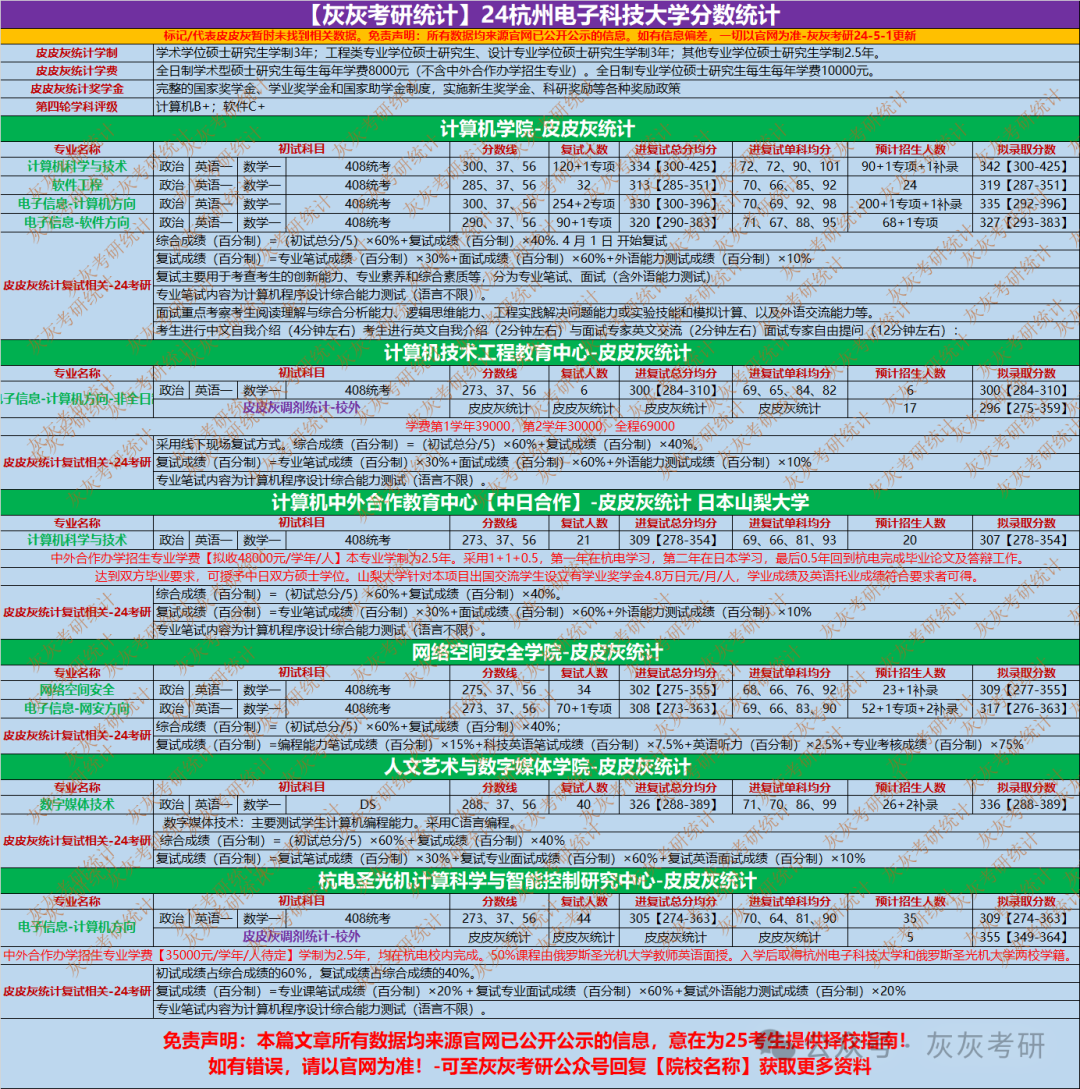 【灰灰考研统计】24杭州电子科技大学分数统计
标记/代表皮皮灰暂时未找到相关数据。免责声明：所有数据均来源官网已公开公示的信息。如有信息偏差，一切以官网为准-灰灰考研24-5-1更新
皮皮灰统计学制 学术学位硕士研究生学制3年；工程类专业学位硕士研究生、设计专业学位硕士研究生学制3年；其他专业学位硕士研究生学制2.5年。
皮皮灰统计学费 全日制学术型硕士研究生每生每年学费8000元（不含中外合作办学招生专业）。全日制专业学位硕士研究生每生每年学费10000元。
皮皮灰统计奖学金 完整的国家奖学金、学业奖学金和国家助学金制度，实施新生奖学金、科研奖励等各种奖励政策
第四轮学科评级 计算机B+；软件C+
计算机学院-皮皮灰统计
专业名称 初试科目 分数线 复试人数 进复试总分均分 进复试单科均分 预计招生人数 拟录取分数
计算机科学与技术 政治 英语一 数学一 408统考 300、37、56 120+1专项 334【300-425】 72、72、90、101 90+1专项+1补录 342【300-425】
软件工程 政治 英语一 数学一 408统考 285、37、56 32 313【285-351】 70、66、85、92 24 319【287-351】
电子信息-计算机方向 政治 英语一 数学一 408统考 300、37、56 254+2专项 330【300-396】 70、69、92、98 200+1专项+1补录 335【292-396】
电子信息-软件方向 政治 英语一 数学一 408统考 290、37、56 90+1专项 320【290-383】 71、67、88、95 68+1专项 327【293-383】
皮皮灰统计复试相关-24考研
综合成绩（百分制）=（初试总分/5）×60%+复试成绩（百分制）×40%. 4 月 1 日 开始复试
复试成绩（百分制）=专业笔试成绩（百分制）×30%+面试成绩（百分制）×60%+外语能力测试成绩（百分制）×10%
复试主要用于考查考生的创新能力、专业素养和综合素质等，分为专业笔试、面试（含外语能力测试）
专业笔试内容为计算机程序设计综合能力测试（语言不限）。
面试重点考察考生阅读理解与综合分析能力、逻辑思维能力、工程实践解决问题能力或实验技能和模拟计算、以及外语交流能力等。
考生进行中文自我介绍（4分钟左右）考生进行英文自我介绍（2分钟左右）与面试专家英文交流（2分钟左右）面试专家自由提问（12分钟左右）：
计算机技术工程教育中心-皮皮灰统计
专业名称 初试科目 分数线 复试人数 进复试总分均分 进复试单科均分 预计招生人数 拟录取分数
子信息-计算机方向-非全日 政治 英语一 数学一 408统考 273、37、56 6 300【284-310】 69、65、84、82 6 300【284-310】
皮皮灰调剂统计-校外 皮皮灰统计 皮皮灰统计 皮皮灰统计 皮皮灰统计 17 296【275-359】
学费第1学年39000，第2学年30000，全程69000
皮皮灰统计复试相关-24考研
采用线下现场复试方式。综合成绩（百分制）=（初试总分/5）×60%+复试成绩（百分制）×40%。
复试成绩（百分制）=专业笔试成绩（百分制）×30%+面试成绩（百分制）×60%+外语能力测试成绩（百分制）×10%
专业笔试内容为计算机程序设计综合能力测试（语言不限）。
计算机中外合作教育中心【中日合作】-皮皮灰统计 日本山梨大学
专业名称 初试科目 分数线 复试人数 进复试总分均分 进复试单科均分 预计招生人数 拟录取分数
计算机科学与技术 政治 英语一 数学一 408统考 273、37、56 21 309【278-354】 69、66、81、93 20 307【278-354】
中外合作办学招生专业学费【拟收48000元/学年/人】本专业学制为2.5年。采用1+1+0.5，第一年在杭电学习，第二年在日本学习，最后0.5年回到杭电完成毕业论文及答辩工作。
达到双方毕业要求，可授予中日双方硕士学位。山梨大学针对本项目出国交流学生设立有学业奖学金4.8万日元/月/人，学业成绩及英语托业成绩符合要求者可得。
皮皮灰统计复试相关-24考研
综合成绩（百分制）=（初试总分/5）×60%+复试成绩（百分制）×40%。
复试成绩（百分制）=专业笔试成绩（百分制）×30%+面试成绩（百分制）×60%+外语能力测试成绩（百分制）×10%
专业笔试内容为计算机程序设计综合能力测试（语言不限）。
网络空间安全学院-皮皮灰统计
专业名称 初试科目 分数线 复试人数 进复试总分均分 进复试单科均分 预计招生人数 拟录取分数
网络空间安全 政治 英语一 数学一 408统考 275、37、56 34 302【275-355】 68、66、76、92 23+1补录 309【277-355】
电子信息-网安方向 政治 英语一 数学一 408统考 273、37、56 70+1专项 308【273-363】 69、66、83、90 52+1专项+2补录 317【276-363】
皮皮灰统计复试相关-24考研
综合成绩（百分制）=（初试总分/5）×60%+复试成绩（百分制）×40%；
复试成绩（百分制）=编程能力笔试成绩（百分制）×15%+科技英语笔试成绩（百分制）×7.5%+英语听力（百分制）×2.5%+专业考核成绩（百分制）×75%
人文艺术与数字媒体学院-皮皮灰统计
专业名称 初试科目 分数线 复试人数 进复试总分均分 进复试单科均分 预计招生人数 拟录取分数
数字媒体技术 政治 英语一 数学一 DS 288、37、56 40 326【288-389】 71、70、86、99 26+2补录 336【288-389】
皮皮灰统计复试相关-24考研
数字媒体技术：主要测试学生计算机编程能力。采用C语言编程。
综合成绩（百分制）=（初试总分/5）×60%＋复试成绩（百分制）×40%
复试成绩（百分制）=复试笔试成绩（百分制）×30%+复试专业面试成绩（百分制）×60%+复试英语面试成绩（百分制）×10%
杭电圣光机计算科学与智能控制研究中心-皮皮灰统计
专业名称 初试科目 分数线 复试人数 进复试总分均分 进复试单科均分 预计招生人数 拟录取分数
电子信息-计算机方向 政治 英语一 数学一 408统考 273、37、56 44 305【274-363】 70、64、81、90 35 309【274-363】
皮皮灰调剂统计-校外 皮皮灰统计 皮皮灰统计 皮皮灰统计 皮皮灰统计 5 355【349-364】
中外合作办学招生专业学费【35000元/学年/人待定】学制为2.5年，均在杭电校内完成。50%课程由俄罗斯圣光机大学教师英语面授。入学后取得杭州电子科技大学和俄罗斯圣光机大学两校学籍。
皮皮灰统计复试相关-24考研
初试成绩占综合成绩的60%，复试成绩占综合成绩的40%。
复试成绩（百分制）=专业课笔试成绩（百分制）×20%＋复试专业面试成绩（百分制）×60%+复试外语能力测试成绩（百分制）×20%
专业笔试内容为计算机程序设计综合能力测试（语言不限）。
免责声明：本篇文章所有数据均来源官网已公开公示的信息，意在为25考生提供择校指南！
如有错误，请以官网为准！-可至灰灰考研公众号回复【院校名称】获取更多资料
公众号·灰灰考研